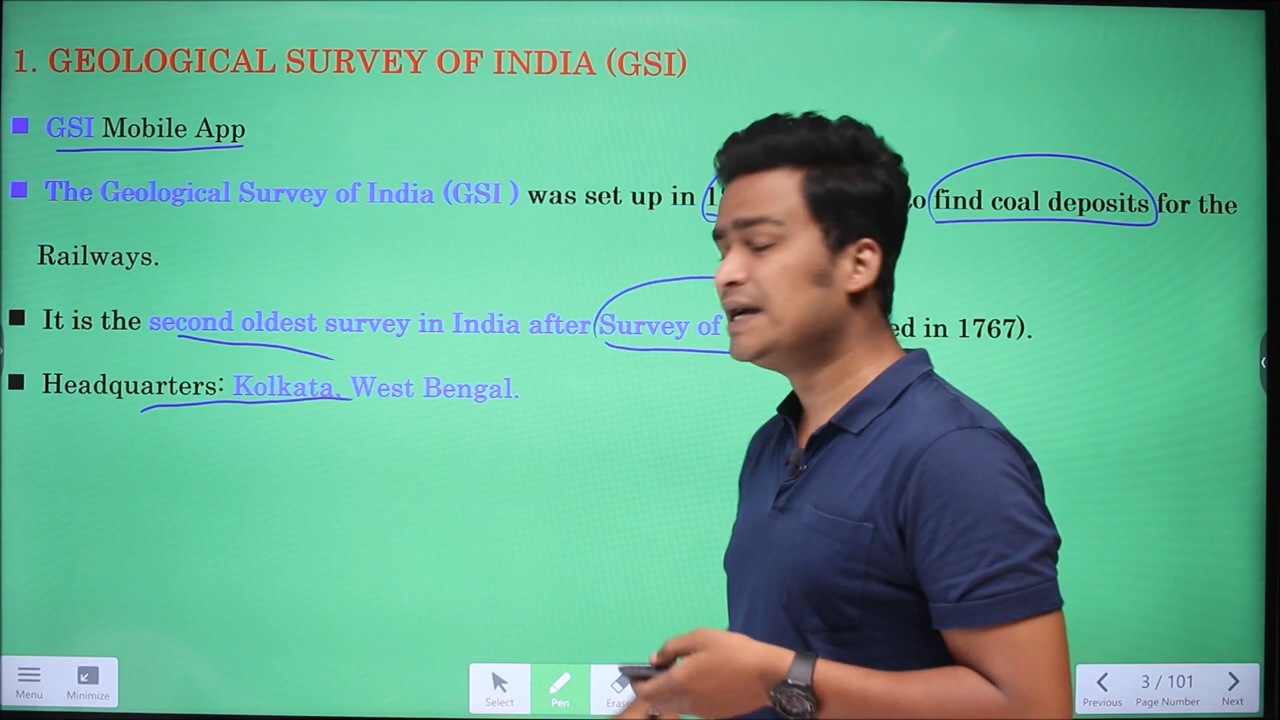 1. GEOLOGICAL SURVEY OF INDIA (GSI)
GSI Mobile App
The Geological Survey of India (GSI ) was set up in find coal deposits for the
Railways.
It is the second oldest survey in India after Survey of in 1767).
Headquarters: Kolkata, West Bengal.
Menu Minimize Select Pen Previous 3 / 101 Page Number Next